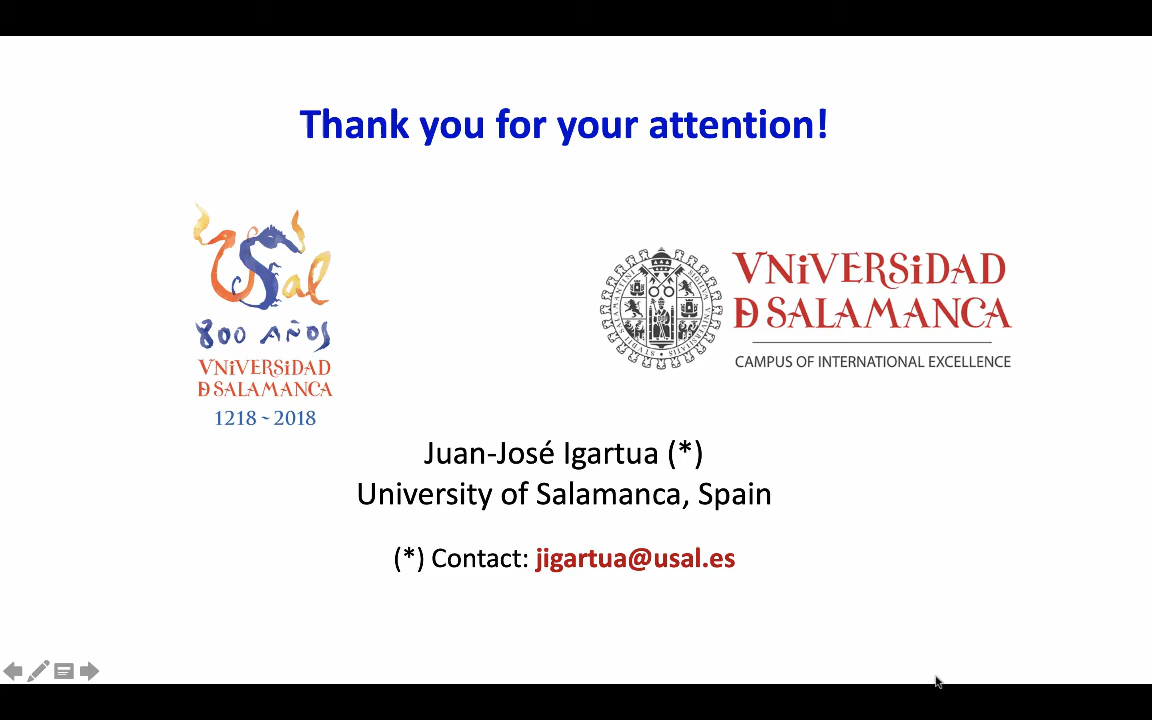 Thank you for your attention!
Usal
800 AÑOS
VNiVERSiDAD
Ð SALAMANCA
1218 ~ 2018
VNiVERSiDAD
Ð SALAMANCA
CAMPUS OF INTERNATIONAL EXCELLENCE
Juan-José Igartua (*)
University of Salamanca, Spain
(*) Contact: jigartua@usal.es